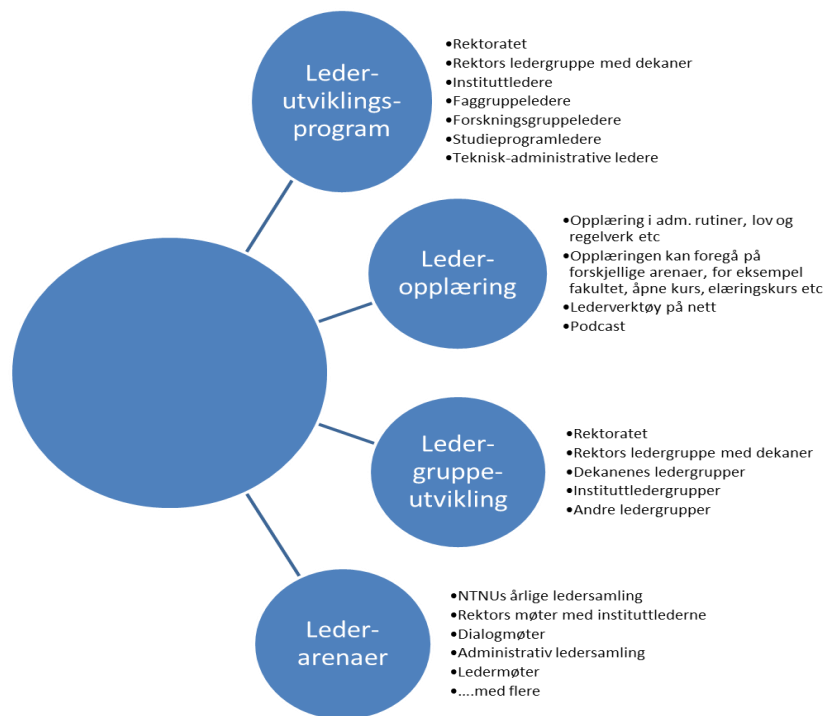 Leder-
utviklings-
program
•Rektoratet
•Rektors ledergruppe med dekaner
•Instituttledere
•Faggruppeledere
•Forskningsgruppeledere
•Studieprogramledere
•Teknisk-administrative ledere
Leder-
opplæring
•Opplæring i adm. rutiner, lov og
regelverk etc
•Opplæringen kan foregå på
forskjellige arenaer, for eksempel
fakultet, åpne kurs, elæringskurs etc
•Lederverktøy på nett
•Podcast
Leder-
gruppe-
utvikling
•Rektoratet
•Rektors ledergruppe med dekaner
•Dekanenes ledergrupper
•Instituttledergrupper
•Andre ledergrupper
Leder-
arenaer
•NTNUs årlige ledersamling
•Rektors møter med instituttlederne
•Dialogmøter
•Administrativ ledersamling
•Ledermøter
•....med flere